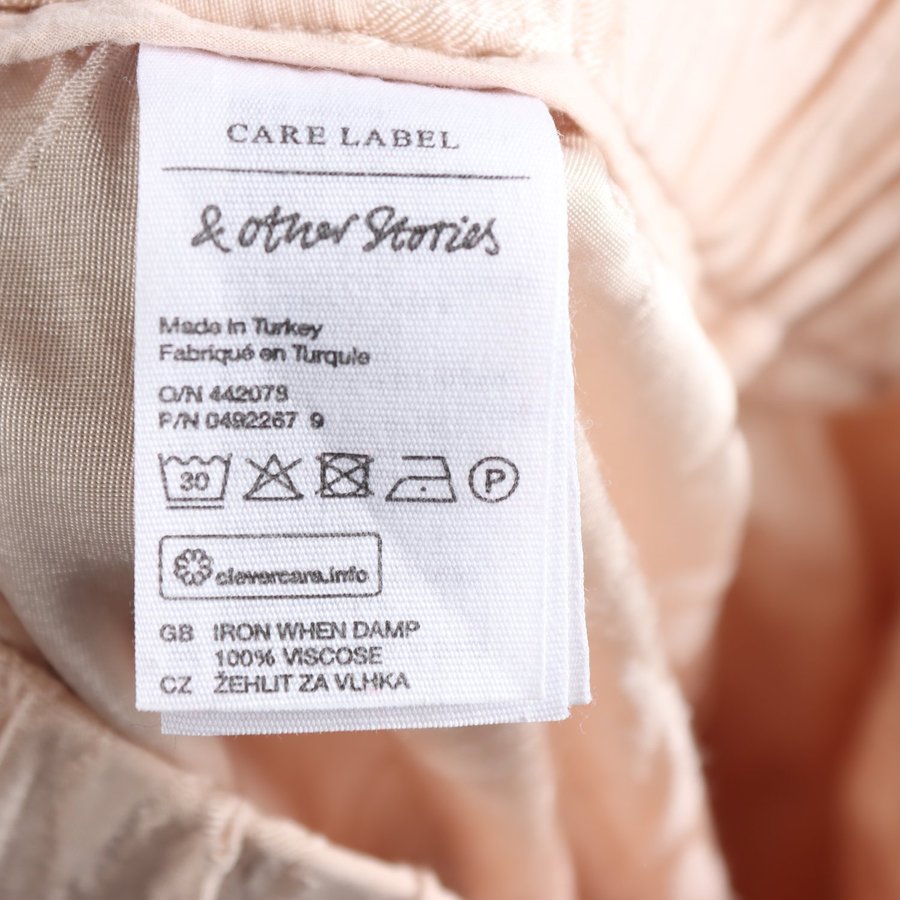 CARE LABEL
& other Stories
Made in Turkey
Fabriqué en Turquie
O/N 442078
P/N 0492267 9
30
P
clevercare.info
GB IRON WHEN DAMP
100% VISCOSE
CZ ŽEHLIT ZA VLHKA